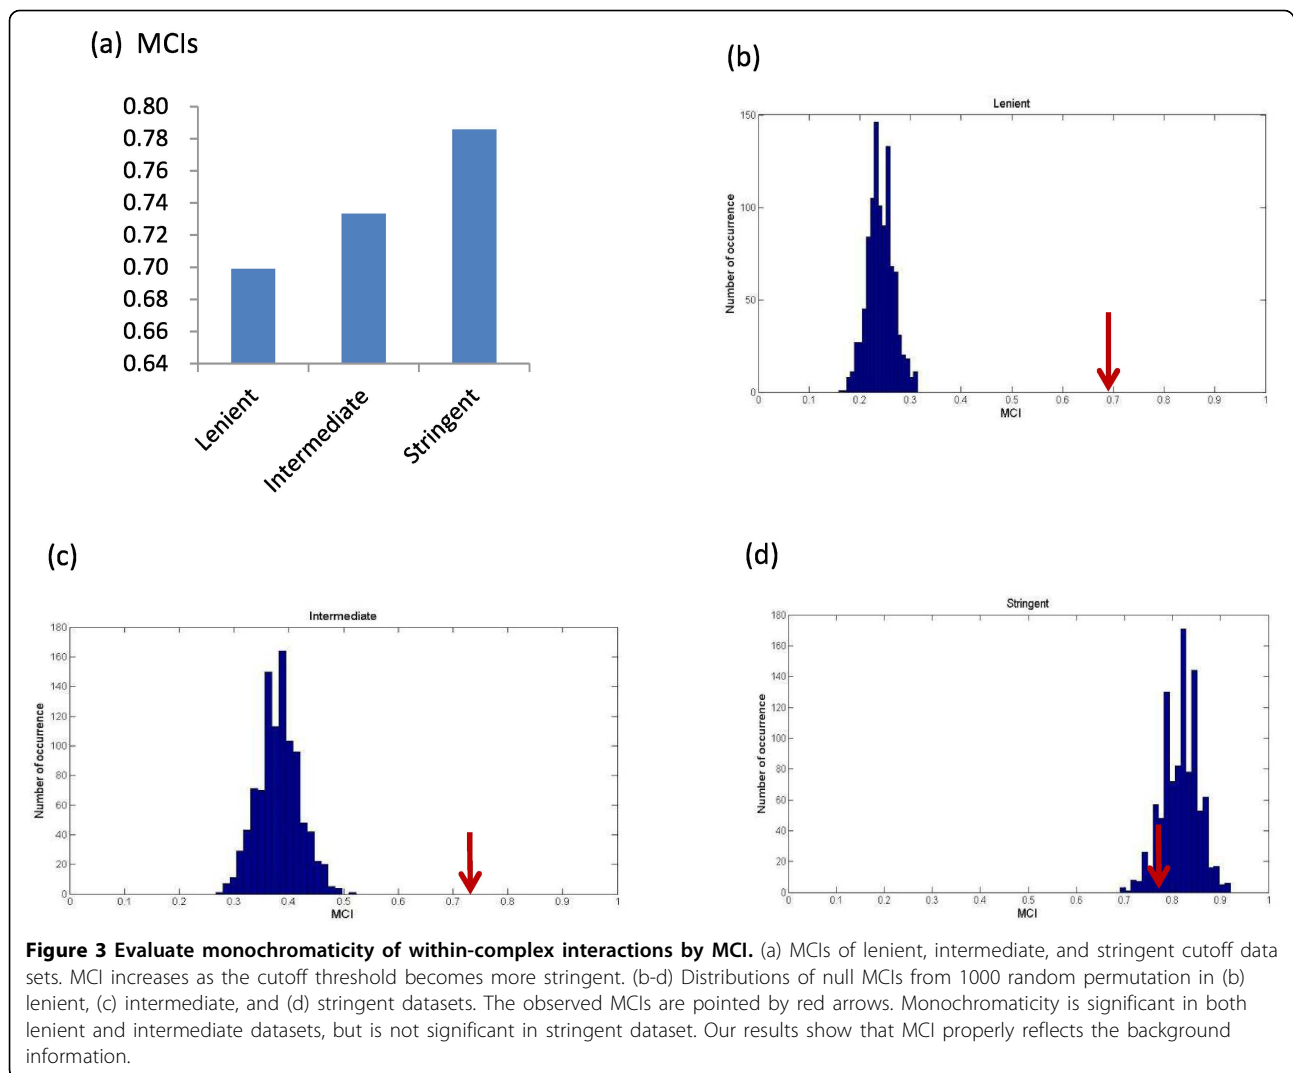 (a) MCIs
0.80
0.78
0.76
0.74
0.72
0.70
0.68
0.66
0.64
Lenient
Intermediate
Stringent
(b)
Lenient
150
100
50
0
Number of occurrence
0 0.1 0.2 0.3 0.4 0.5 0.6 0.7 0.8 0.9 1
MCI
(c)
Intermediate
180
160
140
120
100
80
60
40
20
0
Number of occurrence
0 0.1 0.2 0.3 0.4 0.5 0.6 0.7 0.8 0.9 1
MCI
(d)
Stringent
180
160
140
120
100
80
60
40
20
0
Number of occurrence
0 0.1 0.2 0.3 0.4 0.5 0.6 0.7 0.8 0.9 1
MCI
Figure 3 Evaluate monochromaticity of within-complex interactions by MCI. (a) MCIs of lenient, intermediate, and stringent cutoff data
sets. MCI increases as the cutoff threshold becomes more stringent. (b-d) Distributions of null MCIs from 1000 random permutation in (b)
lenient, (c) intermediate, and (d) stringent datasets. The observed MCIs are pointed by red arrows. Monochromaticity is significant in both
lenient and intermediate datasets, but is not significant in stringent dataset. Our results show that MCI properly reflects the background
information.